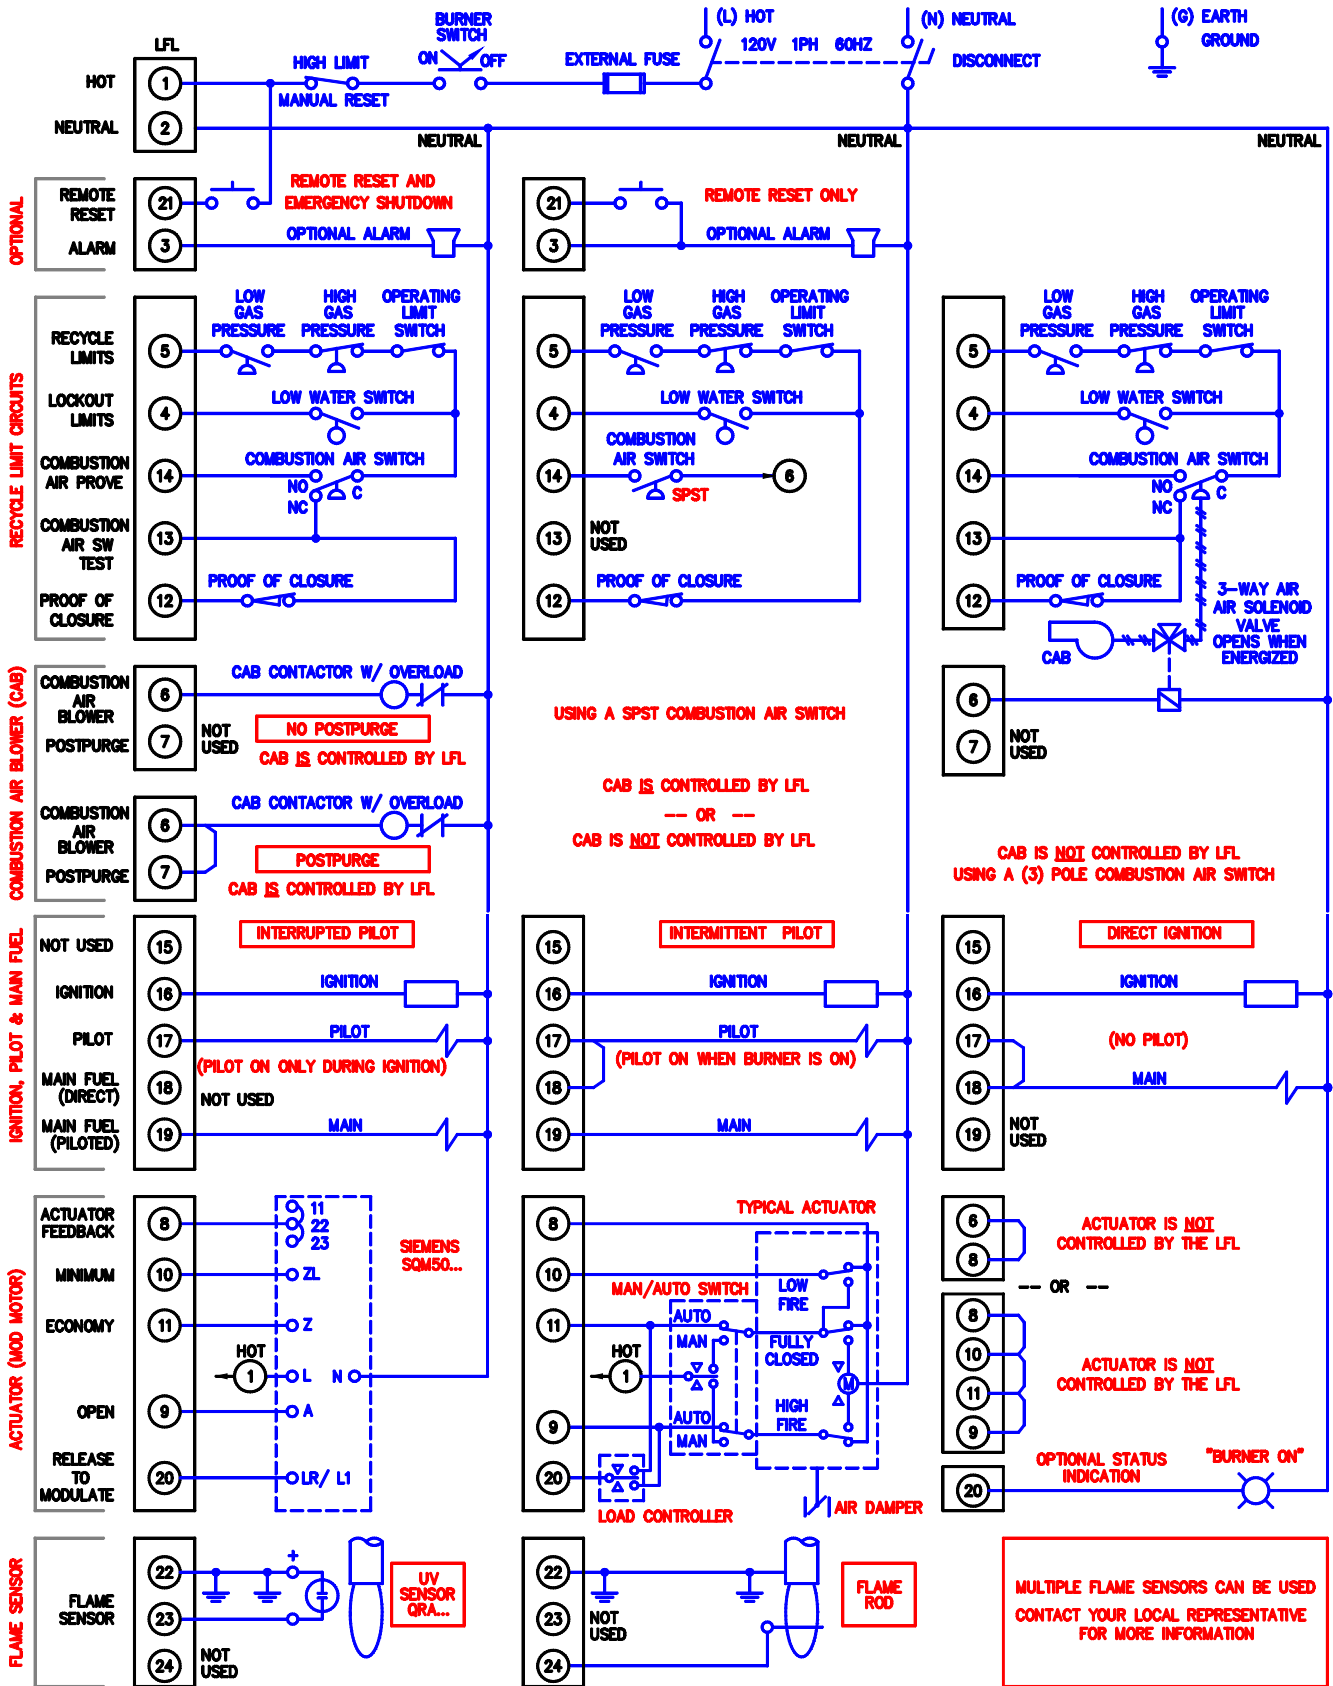 LFL
HOT
1
NEUTRAL
2
HIGH LIMIT
MANUAL RESET
BURNER
SWITCH
ON
OFF
EXTERNAL FUSE
(L) HOT
120V 1PH 60HZ
(N) NEUTRAL
DISCONNECT
(G) EARTH
GROUND
NEUTRAL
NEUTRAL
NEUTRAL
OPTIONAL
REMOTE
RESET
21
ALARM
3
REMOTE RESET AND
EMERGENCY SHUTDOWN
OPTIONAL ALARM
21
3
REMOTE RESET ONLY
OPTIONAL ALARM
RECYCLE LIMIT CIRCUITS
RECYCLE
LIMITS
5
LOCKOUT
LIMITS
4
COMBUSTION
AIR PROVE
14
COMBUSTION
AIR SW
TEST
13
PROOF OF
CLOSURE
12
LOW
GAS
PRESSURE
HIGH
GAS
PRESSURE
OPERATING
LIMIT
SWITCH
LOW WATER SWITCH
COMBUSTION AIR SWITCH
NO
NC
C
PROOF OF CLOSURE
5
4
14
13
12
LOW
GAS
PRESSURE
HIGH
GAS
PRESSURE
OPERATING
LIMIT
SWITCH
LOW WATER SWITCH
COMBUSTION
AIR SWITCH
SPST
6
NOT
USED
PROOF OF CLOSURE
5
4
14
13
12
LOW
GAS
PRESSURE
HIGH
GAS
PRESSURE
OPERATING
LIMIT
SWITCH
LOW WATER SWITCH
COMBUSTION AIR SWITCH
NO
NC
C
PROOF OF CLOSURE
3-WAY AIR
AIR SOLENOID
VALVE
OPENS WHEN
ENERGIZED
CAB
COMBUSTION AIR BLOWER (CAB)
COMBUSTION
AIR
BLOWER
6
POSTPURGE
7
NOT
USED
CAB CONTACTOR W/ OVERLOAD
NO POSTPURGE
CAB IS CONTROLLED BY LFL
COMBUSTION
AIR
BLOWER
6
POSTPURGE
7
CAB CONTACTOR W/ OVERLOAD
POSTPURGE
CAB IS CONTROLLED BY LFL
USING A SPST COMBUSTION AIR SWITCH
CAB IS CONTROLLED BY LFL
-- OR --
CAB IS NOT CONTROLLED BY LFL
6
7
NOT
USED
CAB IS NOT CONTROLLED BY LFL
USING A (3) POLE COMBUSTION AIR SWITCH
IGNITION, PILOT & MAIN FUEL
NOT USED
15
IGNITION
16
PILOT
17
MAIN FUEL
(DIRECT)
18
MAIN FUEL
(PILOTED)
19
INTERRUPTED PILOT
IGNITION
PILOT
(PILOT ON ONLY DURING IGNITION)
NOT USED
MAIN
15
16
17
18
19
INTERMITTENT PILOT
IGNITION
PILOT
(PILOT ON WHEN BURNER IS ON)
MAIN
15
16
17
18
19
DIRECT IGNITION
IGNITION
(NO PILOT)
MAIN
NOT
USED
ACTUATOR (MOD MOTOR)
ACTUATOR
FEEDBACK
8
MINIMUM
10
ECONOMY
11
HOT
1
OPEN
9
RELEASE
TO
MODULATE
20
11
22
23
ZL
Z
L
N
A
LR/ L1
SIEMENS
SQM50...
8
10
11
HOT
1
9
20
TYPICAL ACTUATOR
MAN/AUTO SWITCH
AUTO
MAN
AUTO
MAN
LOW
FIRE
FULLY
CLOSED
M
HIGH
FIRE
LOAD CONTROLLER
AIR DAMPER
6
8
ACTUATOR IS NOT
CONTROLLED BY THE LFL
-- OR --
8
10
11
9
ACTUATOR IS NOT
CONTROLLED BY THE LFL
20
OPTIONAL STATUS
INDICATION
"BURNER ON"
FLAME SENSOR
FLAME
SENSOR
22
23
24
+
NOT
USED
UV
SENSOR
QRA...
22
23
24
NOT
USED
FLAME
ROD
MULTIPLE FLAME SENSORS CAN BE USED
CONTACT YOUR LOCAL REPRESENTATIVE
FOR MORE INFORMATION